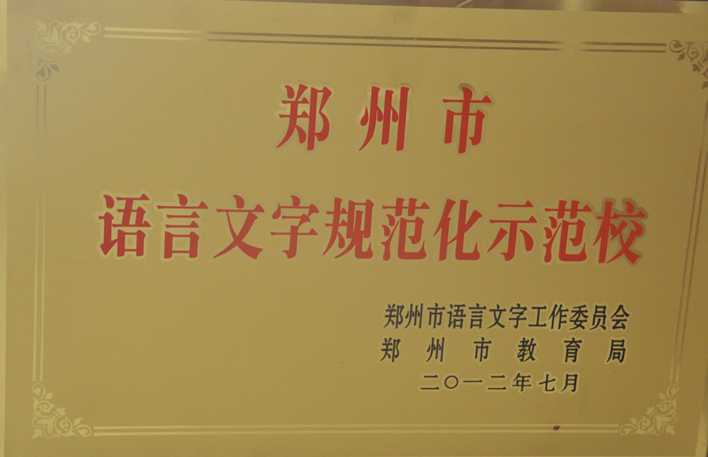 郑州市
语言文字规范化示范校
郑州市语言文字工作委员会
郑州市教育局
二〇一二年七月